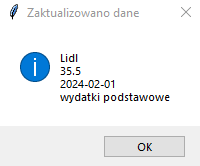 Zaktualizowano dane
Lidl
35.5
2024-02-01
wydatki podstawowe
OK